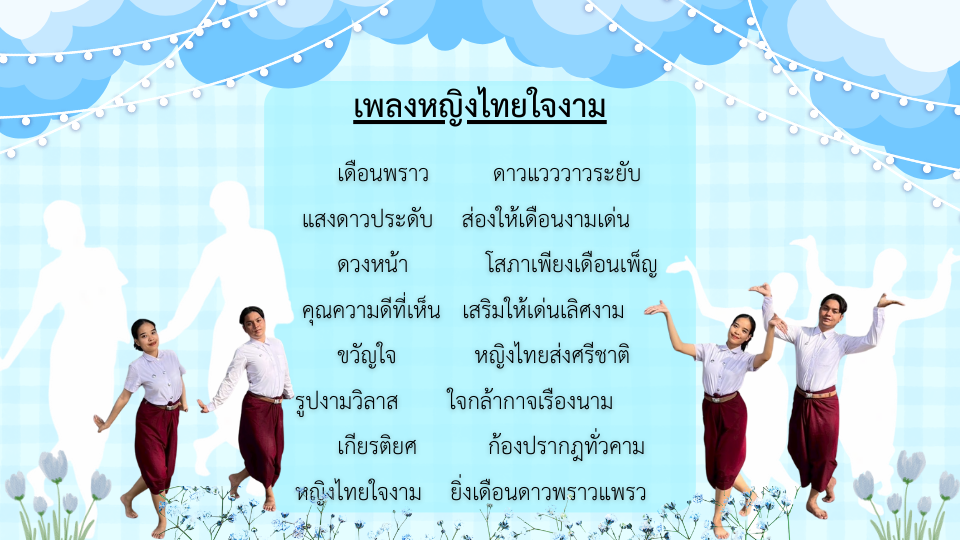 เพลงหญิงไทยใจงาม
เดือนพราว ดาวแวววาวระยับ
แสงดาวประดับ ส่องให้เดือนงามเด่น
ดวงหน้า โสภาเพียงเดือนเพ็ญ
คุณความดีที่เห็น เสริมให้เด่นเลิศงาม
ขวัญใจ หญิงไทยส่งศรีชาติ
รูปงามวิลาส ใจกล้ากาจเรืองนาม
เกียรติยศ ก้องปรากฎทั่วคาม
หญิงไทยใจงาม ยิ่งเดือนดาวพราวแพรว